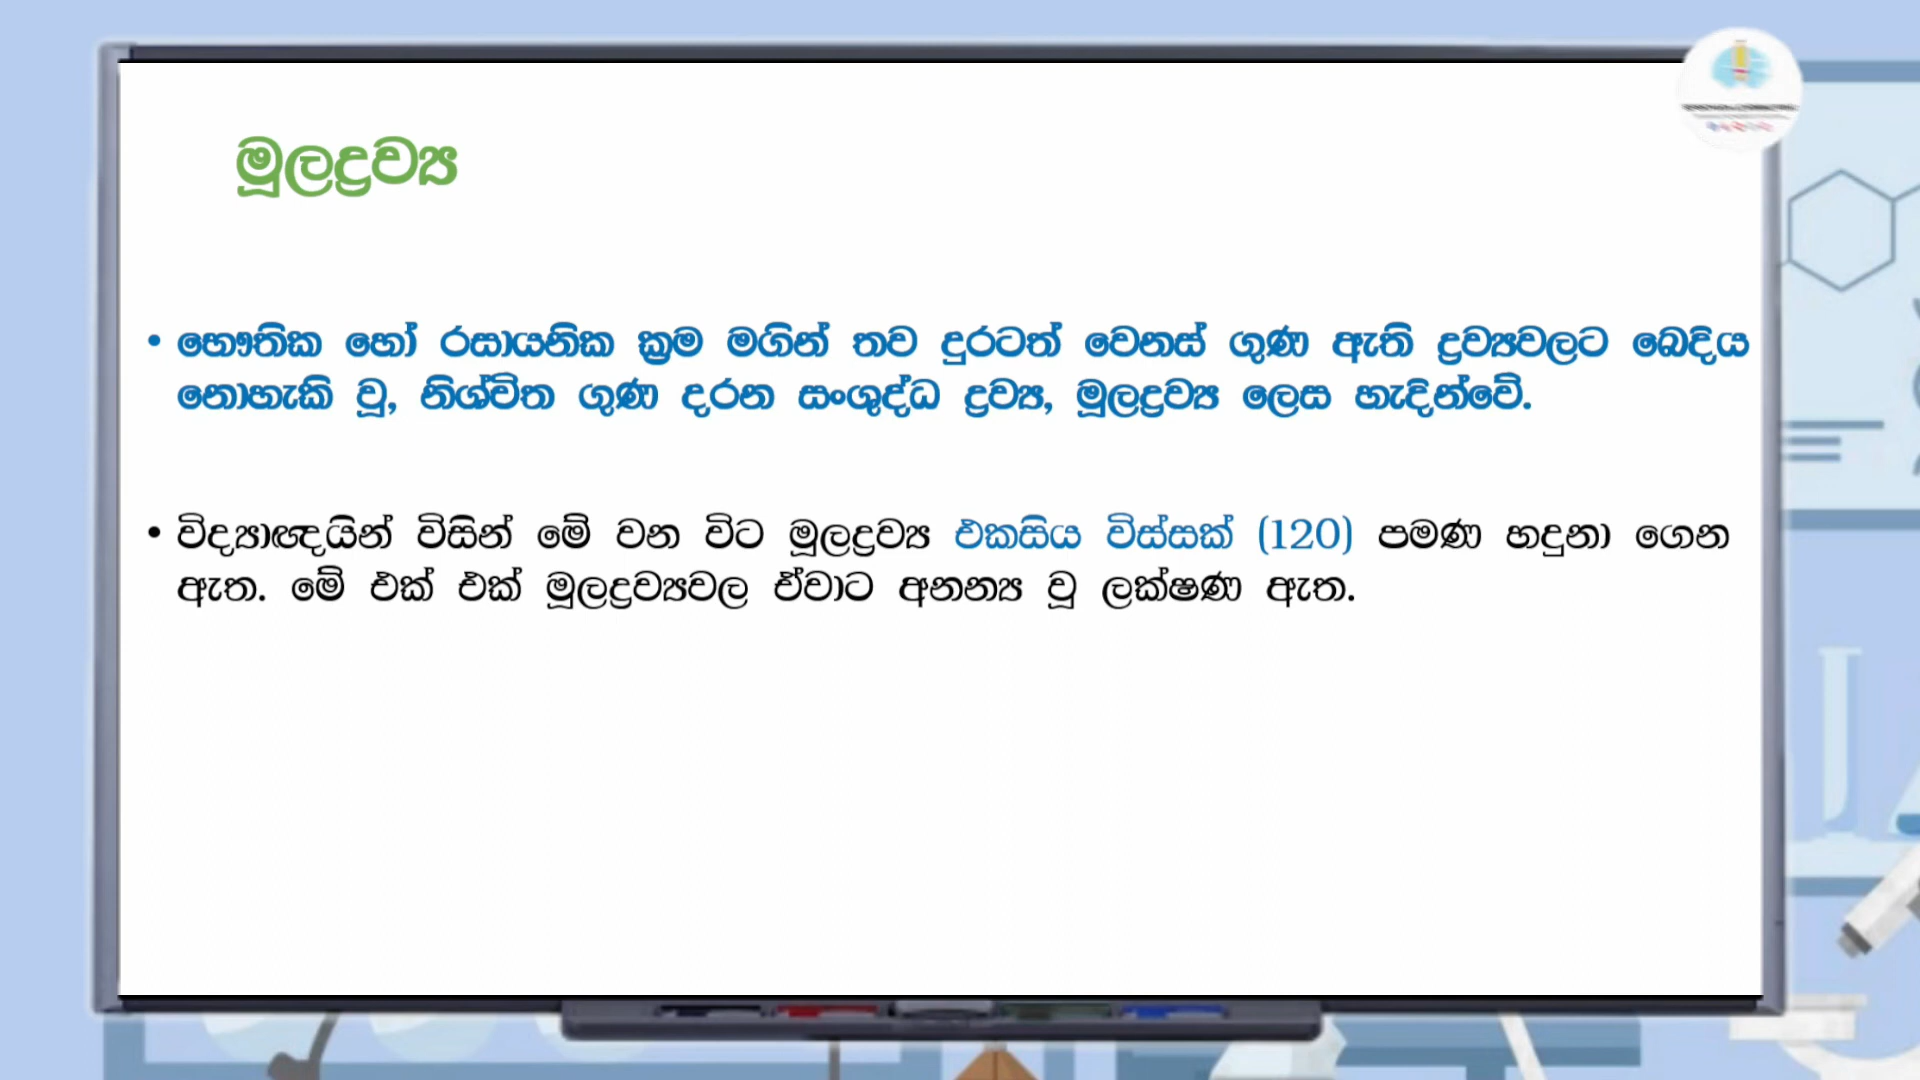 මූලද්‍රව්‍ය
• භෞතික හෝ රසායනික ක්‍රම මගින් තව දුරටත් වෙනස් ගුණ ඇති ද්‍රව්‍යවලට බෙදිය
නොහැකි වූ, නිශ්චිත ගුණ දරන සංශුද්ධ ද්‍රව්‍ය, මූලද්‍රව්‍ය ලෙස හැඳින්වේ.
• විද්‍යාඥයින් විසින් මේ වන විට මූලද්‍රව්‍ය එකසිය විස්සක් (120) පමණ හඳුනා ගෙන
ඇත. මේ එක් එක් මූලද්‍රව්‍යවල ඒවාට අනන්‍ය වූ ලක්ෂණ ඇත.